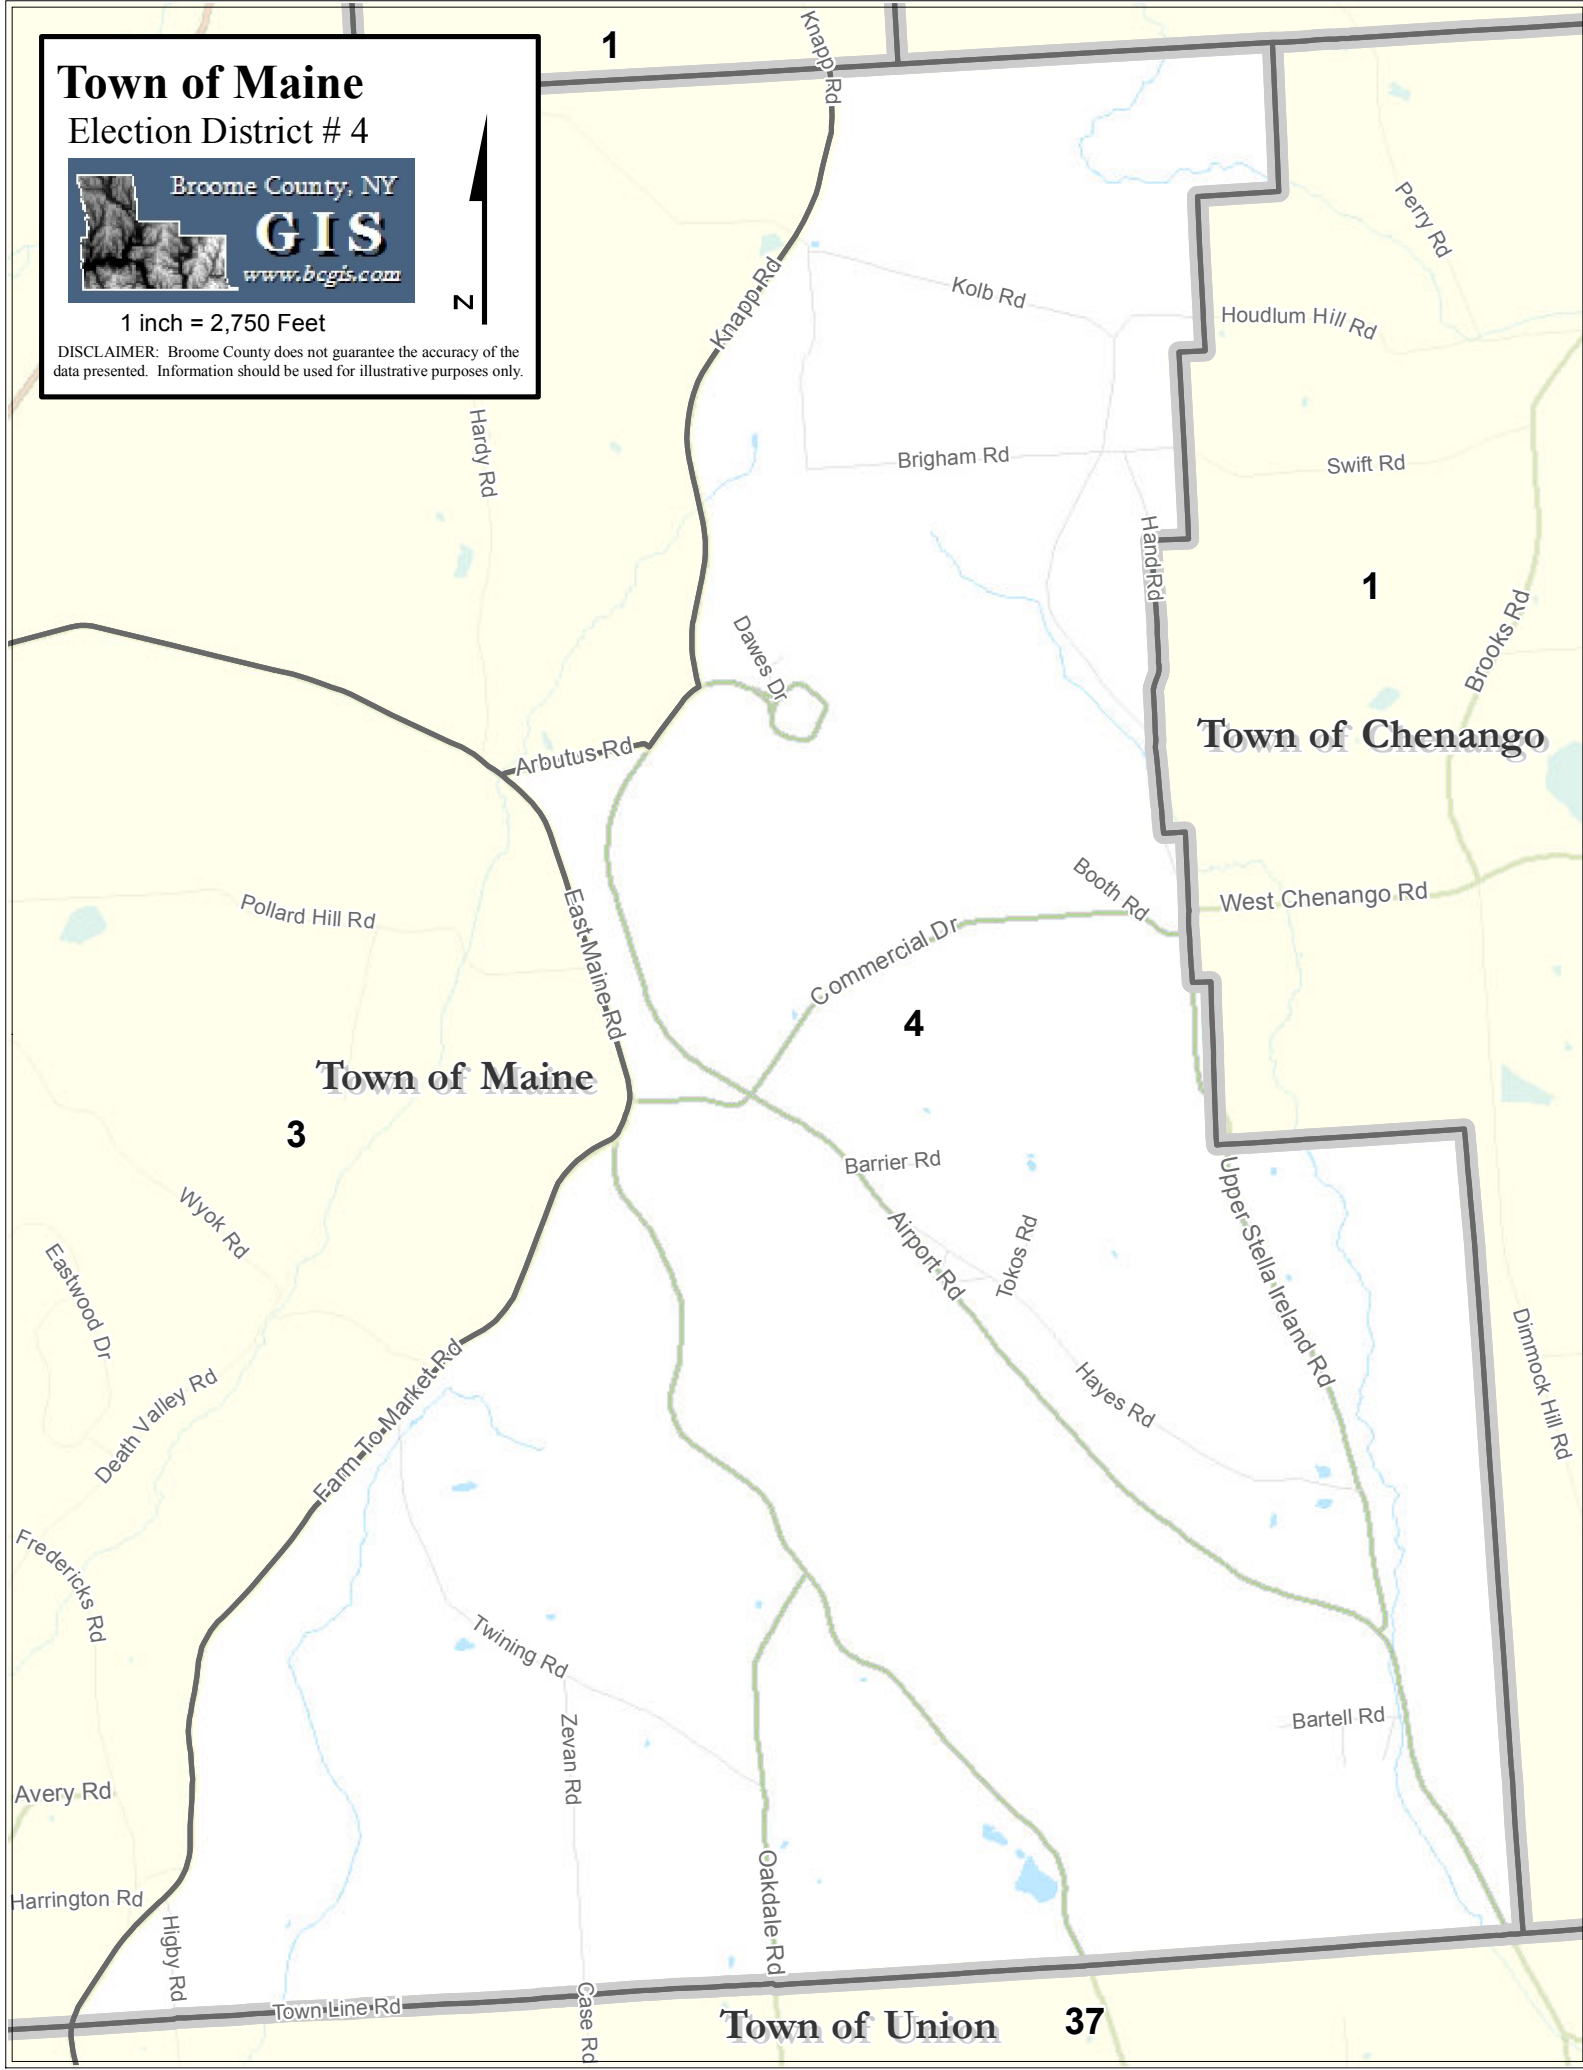 1
Knapp Rd
Town of Maine
Election District # 4
Broome County, NY
GIS
www.bcgis.com
N
1 inch = 2,750 Feet
DISCLAIMER: Broome County does not guarantee the accuracy of the
data presented. Information should be used for illustrative purposes only.
Perry Rd
Knapp Rd
Kolb Rd
Houdlum Hill Rd
Hardy Rd
Brigham Rd
Swift Rd
Hand Rd
1
Brooks Rd
Dawes Dr
Town of Chenango
Arbutus Rd
Booth Rd
West Chenango Rd
Pollard Hill Rd
East Maine Rd
Commercial Dr
4
Town of Maine
3
Barrier Rd
Upper Stella Ireland Rd
Wyok Rd
Airport Rd
Tokos Rd
Eastwood Dr
Dimmock Hill Rd
Farm To Market Rd
Hayes Rd
Death Valley Rd
Fredericks Rd
Twining Rd
Zevan Rd
Bartell Rd
Avery Rd
Oakdale Rd
Harrington Rd
Higby Rd
Town Line Rd
Case Rd
Town of Union
37